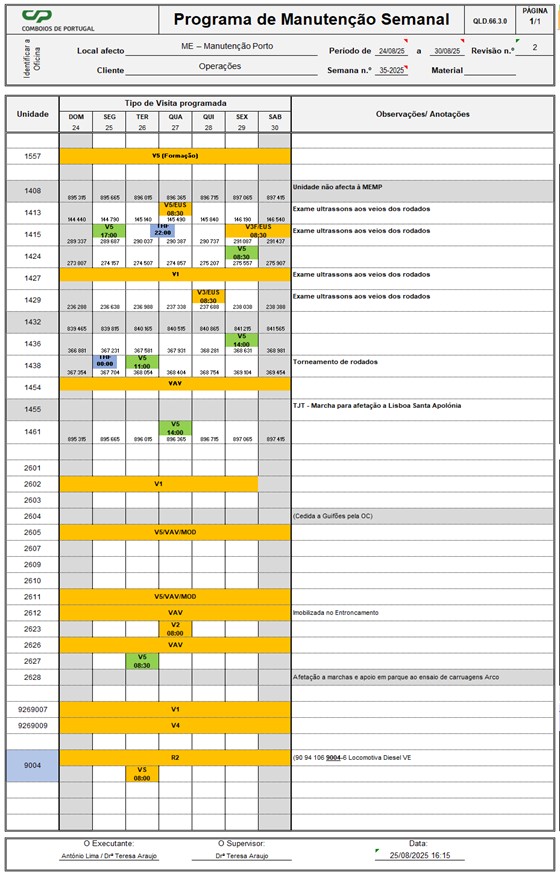 CP
COMBOIOS DE PORTUGAL
Programa de Manutenção Semanal
QLD.66.3.0
PÁGINA
1/1
Identificar a Oficina
Local afecto
ME – Manutenção Porto
Período de 24/08/25 a 30/08/25 Revisão n.º 2
Cliente
Operações
Semana n.º 35-2025 Material
Unidade
Tipo de Visita programada
Observações/ Anotações
DOM SEG TER QUA QUI SEX SAB
24 25 26 27 28 29 30
1557 V5 (Formação)
1408 Unidade não afecta à MEMP
895 315 895 665 896 015 896 365 896 715 897 065 897 415
1413 V5/EUS 08:30 Exame ultrassons aos veios dos rodados
144 440 144 790 145 140 145 490 145 840 146 190 146 540
1415 V5 17:00 22:00 V3F/EUS 08:30 Exame ultrassons aos veios dos rodados
289 337 289 687 290 037 290 387 290 737 291 087 291 437
1424 V5 08:30
273 807 274 157 274 507 274 857 275 207 275 557 275 907
1427 V1 Exame ultrassons aos veios dos rodados
1429 V3/EUS 08:30 Exame ultrassons aos veios dos rodados
236 288 236 638 236 988 237 338 237 688 238 038 238 388
1432
839 465 839 815 840 165 840 515 840 865 841 215 841 565
1436 V5 14:00
366 881 367 231 367 581 367 931 368 281 368 631 368 981
1438 00:00 V5 11:00 Torneamento de rodados
367 354 367 704 368 054 368 404 368 754 369 104 369 454
1454 VAV
1455 TJT - Marcha para afetação a Lisboa Santa Apolónia
1461 V5 14:00
895 315 895 665 896 015 896 365 896 715 897 065 897 415
2601
2602 V1
2603
2604 (Cedida a Guifões pela OC)
2605 V5/VAV/MOD
2607
2609
2610
2611 V5/VAV/MOD
2612 VAV Imobilizada no Entroncamento
2623 V2 08:00
2626 VAV
2627 V5 08:30
2628 Afetação a marchas e apoio em parque ao ensaio de carruagens Arco
9269007 V1
9269009 V4
9004 R2 (90 94 106 9004-6 Locomotiva Diesel VE
V5 08:00
O Executante: O Supervisor: Data:
António Lima / Drª Teresa Araujo Drª Teresa Araujo 25/08/2025 16:15